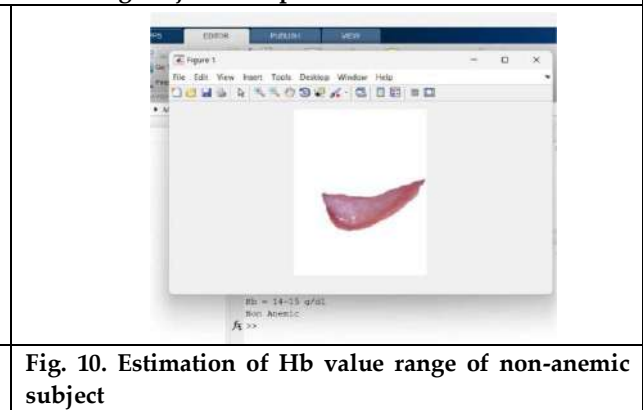 EDITOR PUBLISH VIEW
Figure 1
File Edit View Insert Tools Desktop Window Help
Hb = 14-15 g/dl
Non Anemic
fx >>
Fig. 10. Estimation of Hb value range of non-anemic
subject